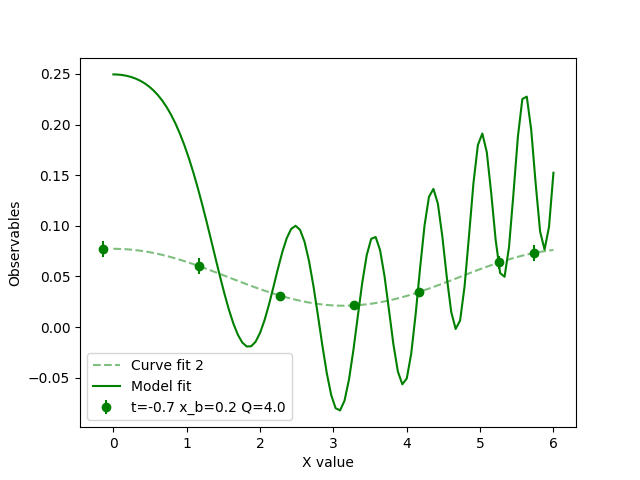 0.25
0.20
0.15
0.10
0.05
0.00
−0.05
Observables
Curve fit 2
Model fit
t=-0.7 x_b=0.2 Q=4.0
0 1 2 3 4 5 6
X value